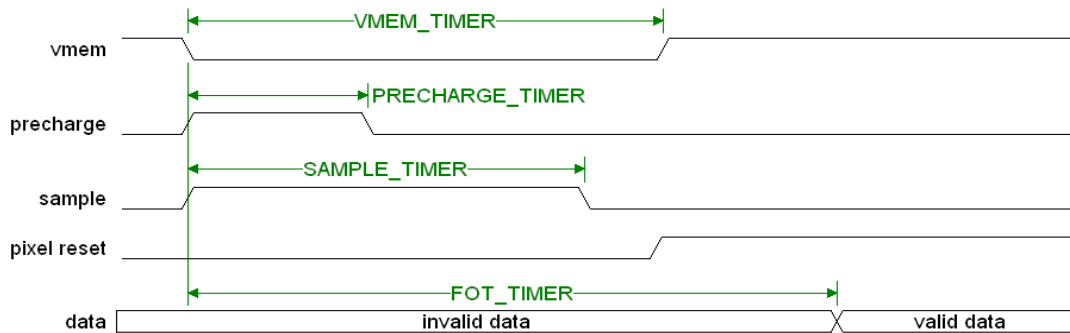 VMEM_TIMER
vmem
PRECHARGE_TIMER
precharge
SAMPLE_TIMER
sample
pixel reset
FOT_TIMER
data invalid data valid data